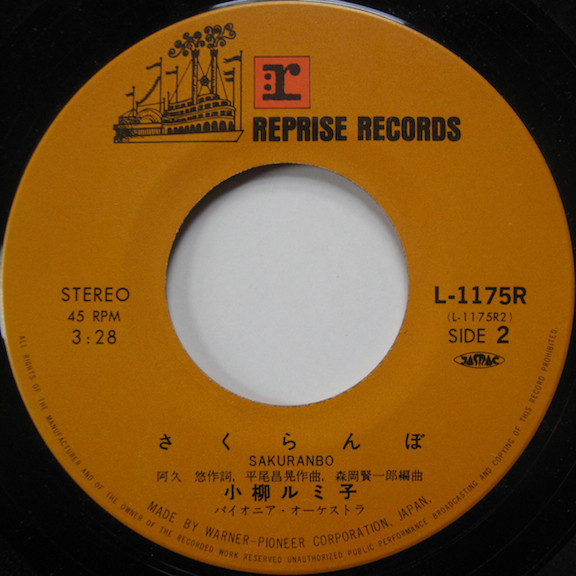 r
REPRISE RECORDS
STEREO
45 RPM
3:28
L-1175R
(L-1175R2)
SIDE 2
JASRAC
さくらんぼ
SAKURANBO
阿久 悠作詞, 平尾昌晃作曲, 森岡賢一郎編曲
小柳ルミ子
パイオニア・オーケストラ
MADE BY WARNER-PIONEER CORPORATION, JAPAN.
ALL RIGHTS OF THE MANUFACTURER AND OF THE OWNER OF THE RECORDED WORK RESERVED UNAUTHORIZED PUBLIC PERFORMANCE BROADCASTING AND COPYING OF THIS RECORD PROHIBITED